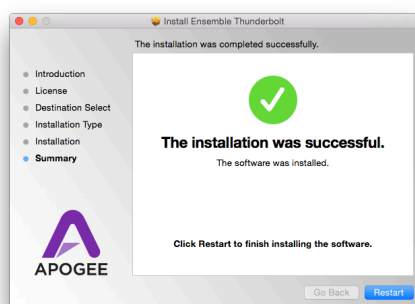 Install Ensemble Thunderbolt
The installation was completed successfully.
Introduction
License
Destination Select
Installation Type
Installation
Summary
The installation was successful.
The software was installed.
Click Restart to finish installing the software.
APOGEE
Go Back
Restart